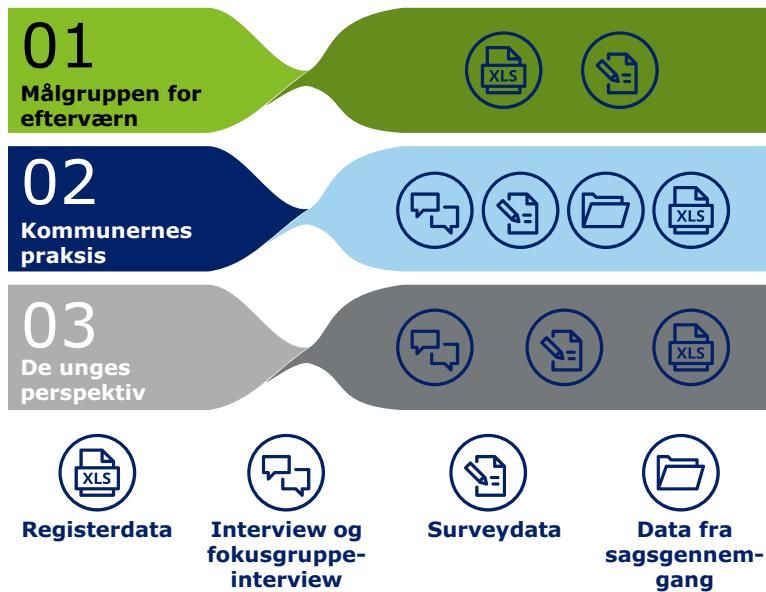 01
Målgruppen for
efterværn
XLS
02
Kommunernes
praksis
XLS
03
De unges
perspektiv
XLS
XLS
Registerdata
Interview og
fokusgruppe-
interview
Surveydata
Data fra
sagsgennem-
gang